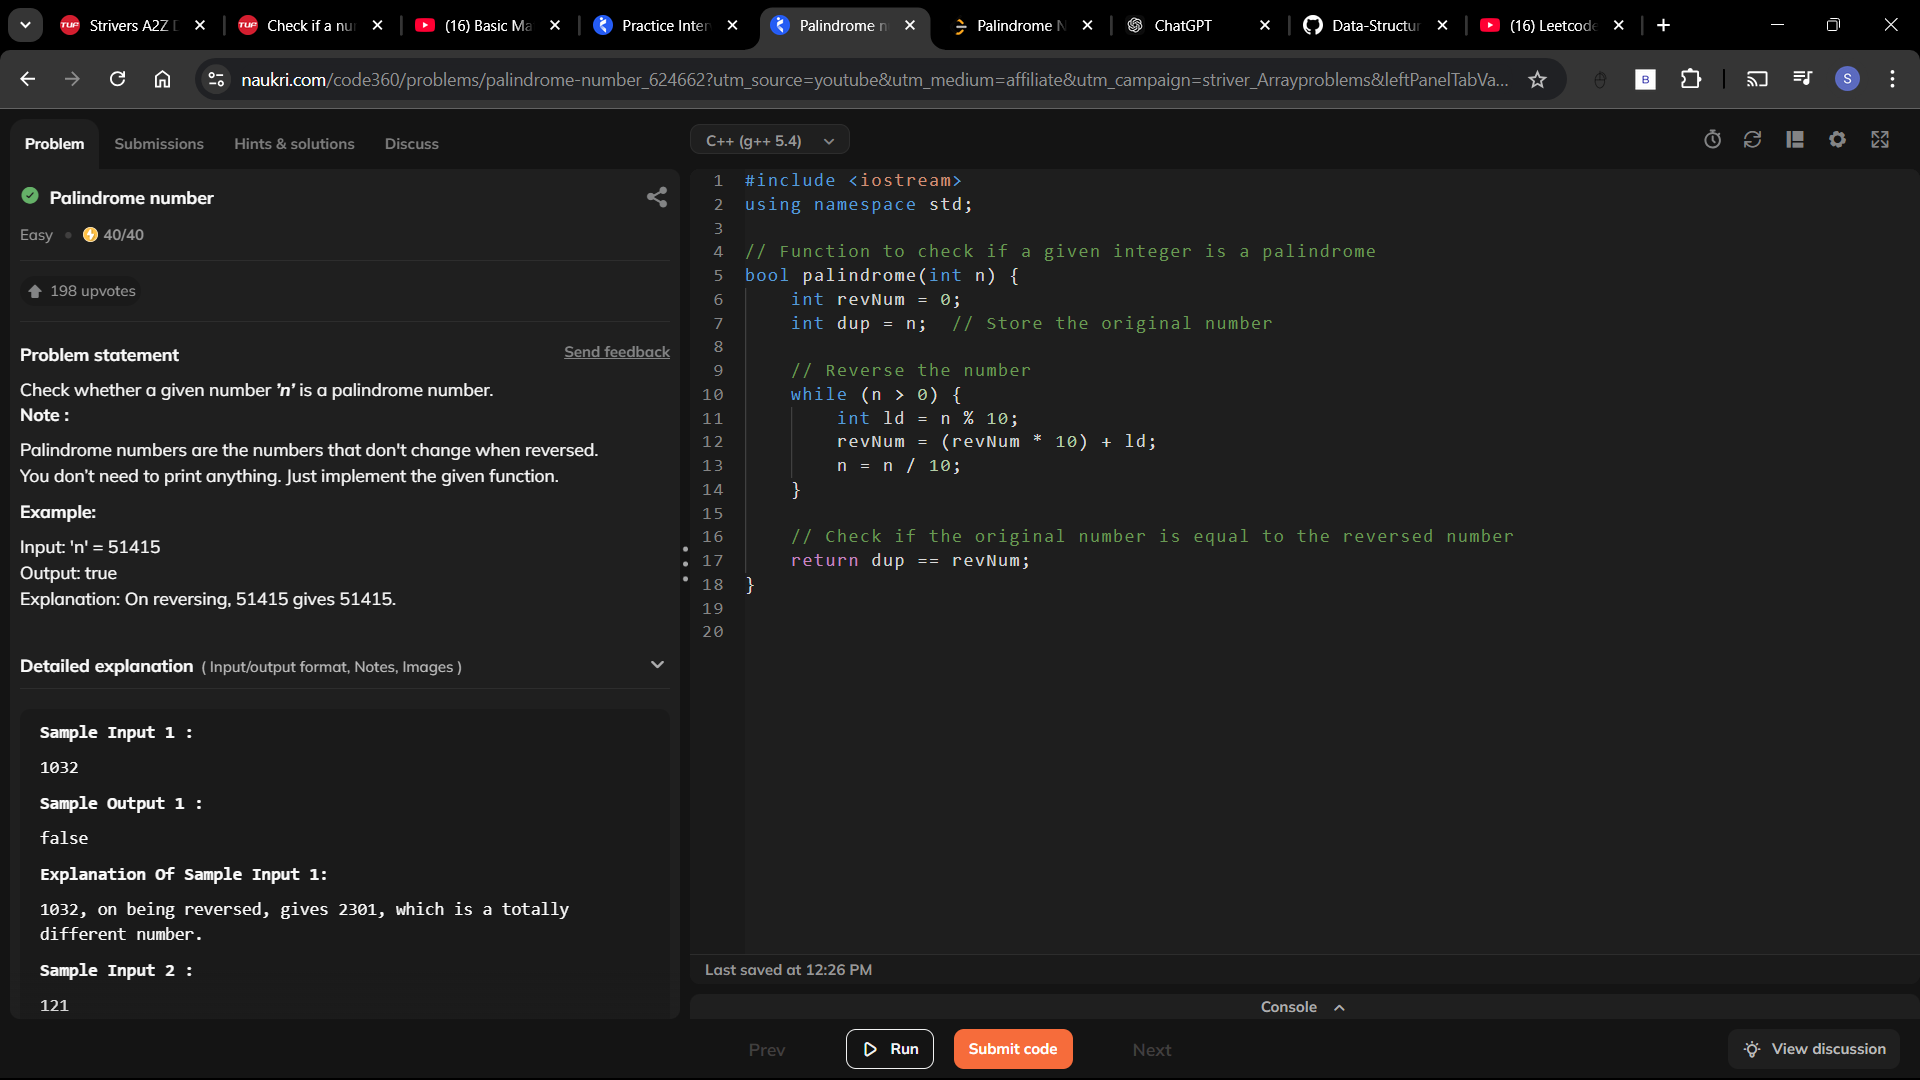 Strivers A2Z D
Check if a nur
(16) Basic Ma
Practice Inter
Palindrome n
Palindrome N
ChatGPT
Data-Structur
(16) Leetcode
naukri.com/code360/problems/palindrome-number_624662?utm_source=youtube&utm_medium=affiliate&utm_campaign=striver_Arrayproblems&leftPanelTabVa...
B
S
Problem
Submissions
Hints & solutions
Discuss
Palindrome number
Easy • 40/40
198 upvotes
Problem statement
Send feedback
Check whether a given number 'n' is a palindrome number.
Note :
Palindrome numbers are the numbers that don't change when reversed.
You don't need to print anything. Just implement the given function.
Example:
Input: 'n' = 51415
Output: true
Explanation: On reversing, 51415 gives 51415.
Detailed explanation ( Input/output format, Notes, Images )
Sample Input 1 :
1032
Sample Output 1 :
false
Explanation Of Sample Input 1:
1032, on being reversed, gives 2301, which is a totally
different number.
Sample Input 2 :
121
C++ (g++ 5.4)
1 #include <iostream>
2 using namespace std;
3
4 // Function to check if a given integer is a palindrome
5 bool palindrome(int n) {
6     int revNum = 0;
7     int dup = n;  // Store the original number
8
9     // Reverse the number
10     while (n > 0) {
11         int ld = n % 10;
12         revNum = (revNum * 10) + ld;
13         n = n / 10;
14     }
15
16     // Check if the original number is equal to the reversed number
17     return dup == revNum;
18 }
19
20
Last saved at 12:26 PM
Console
Prev
Run
Submit code
Next
View discussion